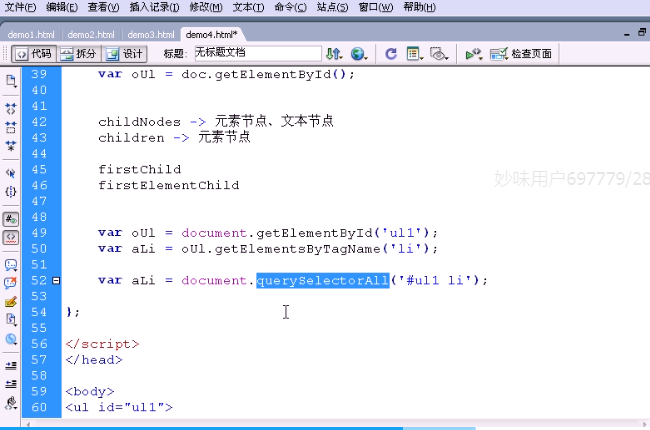 文件(F) 编辑(E) 查看(V) 插入记录(I) 修改(M) 文本(T) 命令(C) 站点(S) 窗口(W) 帮助(H)
demo1.html demo2.html demo3.html demo4.html*
代码 拆分 设计 标题: 无标题文档 检查页面
39 var oUl = doc.getElementById();
40
41
42 childNodes -> 元素节点、文本节点
43 children -> 元素节点
44
45 firstChild
46 firstElementChild
47
48
妙味用户697779/28
49 var oUl = document.getElementById('ul1');
50 var aLi = oUl.getElementsByTagName('li');
51
52 var aLi = document.querySelectorAll('#ul1 li');
53
54 };
55
56 </script>
57 </head>
58
59 <body>
60 <ul id="ul1">